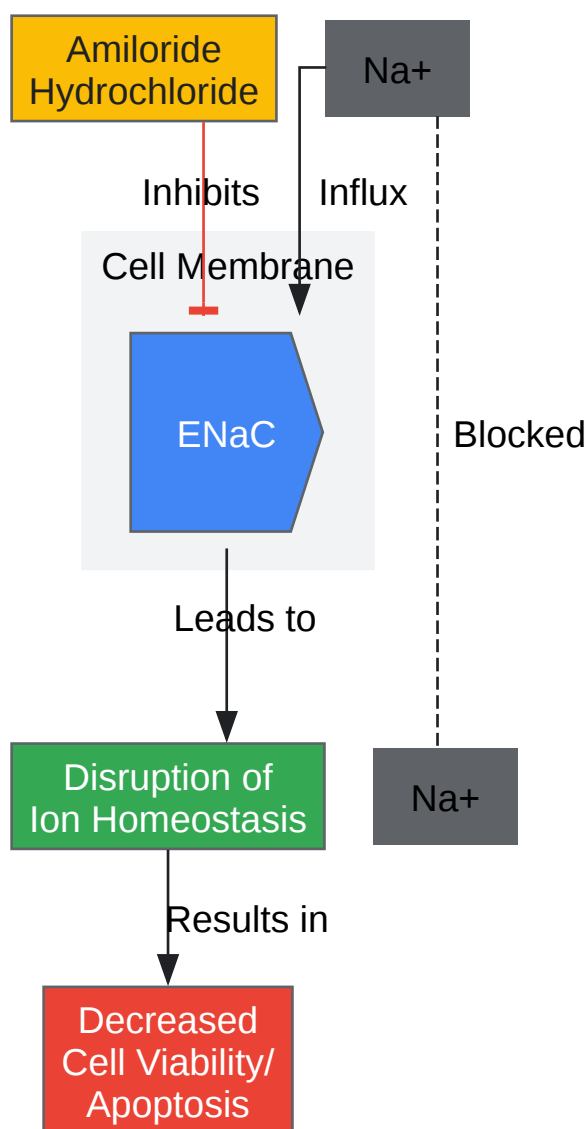 Amiloride
Hydrochloride
Na+
Inhibits
Influx
Cell Membrane
ENaC
Blocked
Leads to
Disruption of
Ion Homeostasis
Na+
Results in
Decreased
Cell Viability/
Apoptosis